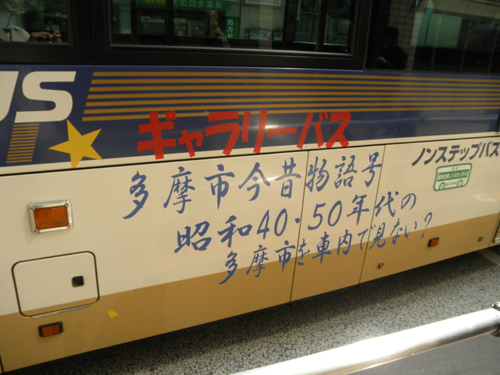 US
ギャラリーバス
ノンステップバス
多摩市今昔物語号
昭和40・50年代の
多摩市を車内で見ない?